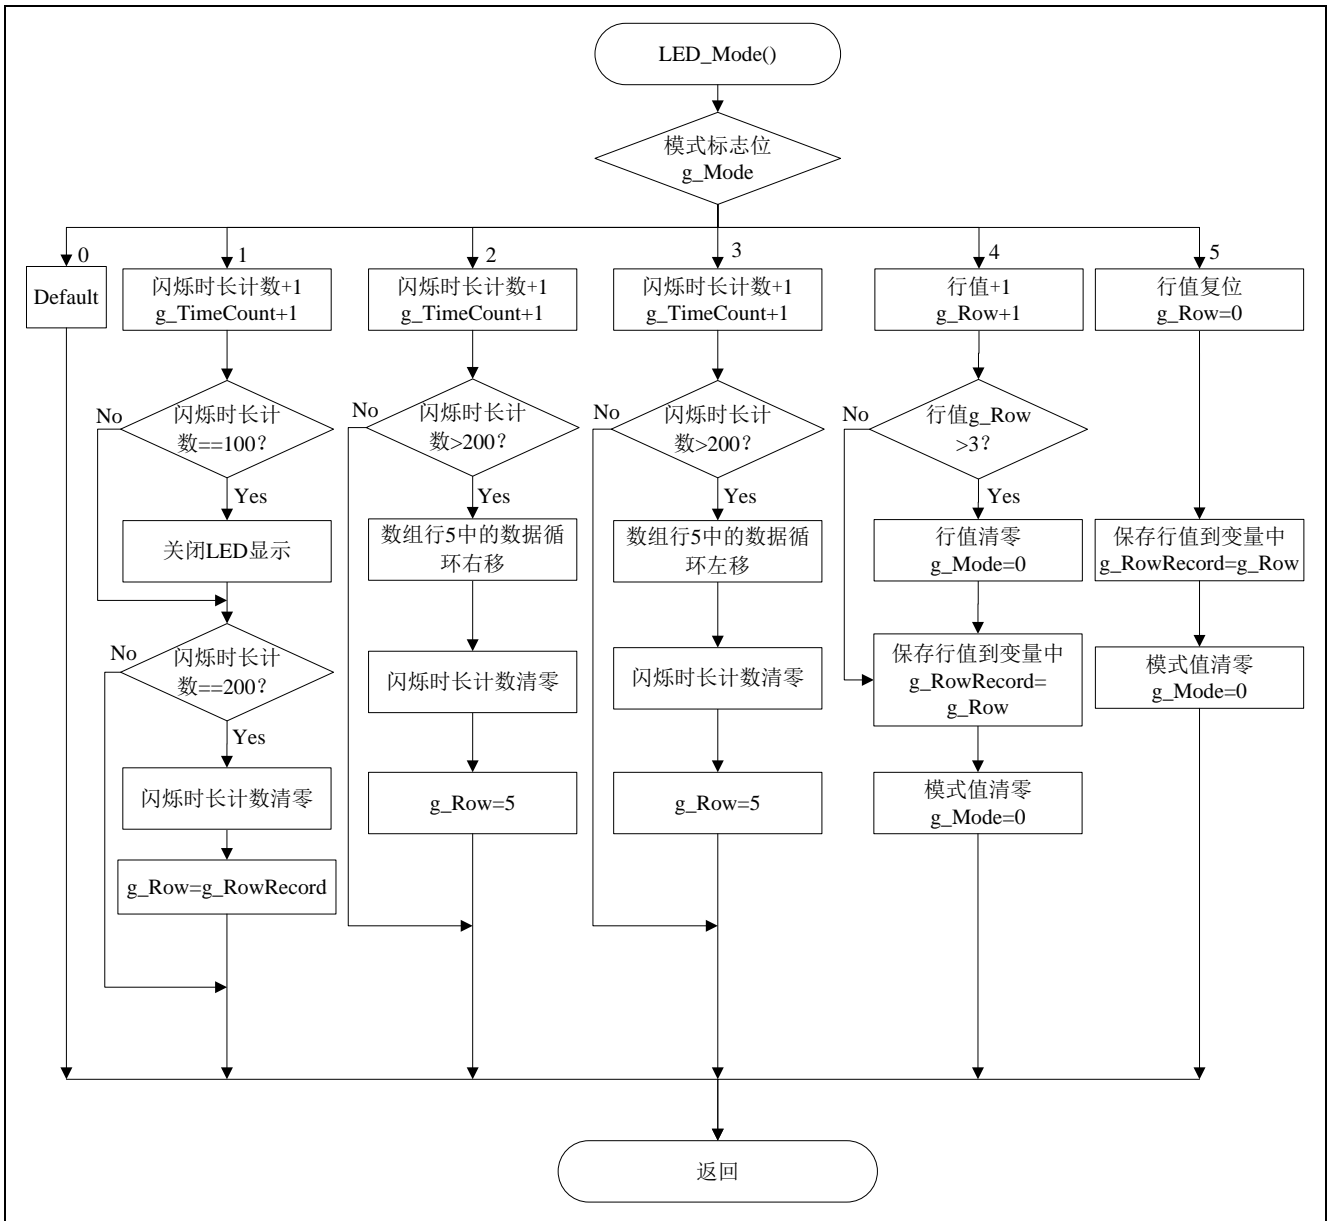 LED_Mode()
模式标志位
g_Mode
0
1
2
3
4
5
Default
闪烁时长计数+1
g_TimeCount+1
闪烁时长计数+1
g_TimeCount+1
闪烁时长计数+1
g_TimeCount+1
行值+1
g_Row+1
行值复位
g_Row=0
No
闪烁时长计
数==100?
Yes
No
闪烁时长计
数>200?
Yes
No
闪烁时长计
数>200?
Yes
No
行值g_Row
>3?
Yes
关闭LED显示
数组行5中的数据循
环右移
数组行5中的数据循
环左移
行值清零
g_Mode=0
保存行值到变量中
g_RowRecord=g_Row
No
闪烁时长计
数==200?
Yes
闪烁时长计数清零
闪烁时长计数清零
保存行值到变量中
g_RowRecord=
g_Row
模式值清零
g_Mode=0
闪烁时长计数清零
g_Row=5
g_Row=5
模式值清零
g_Mode=0
g_Row=g_RowRecord
返回